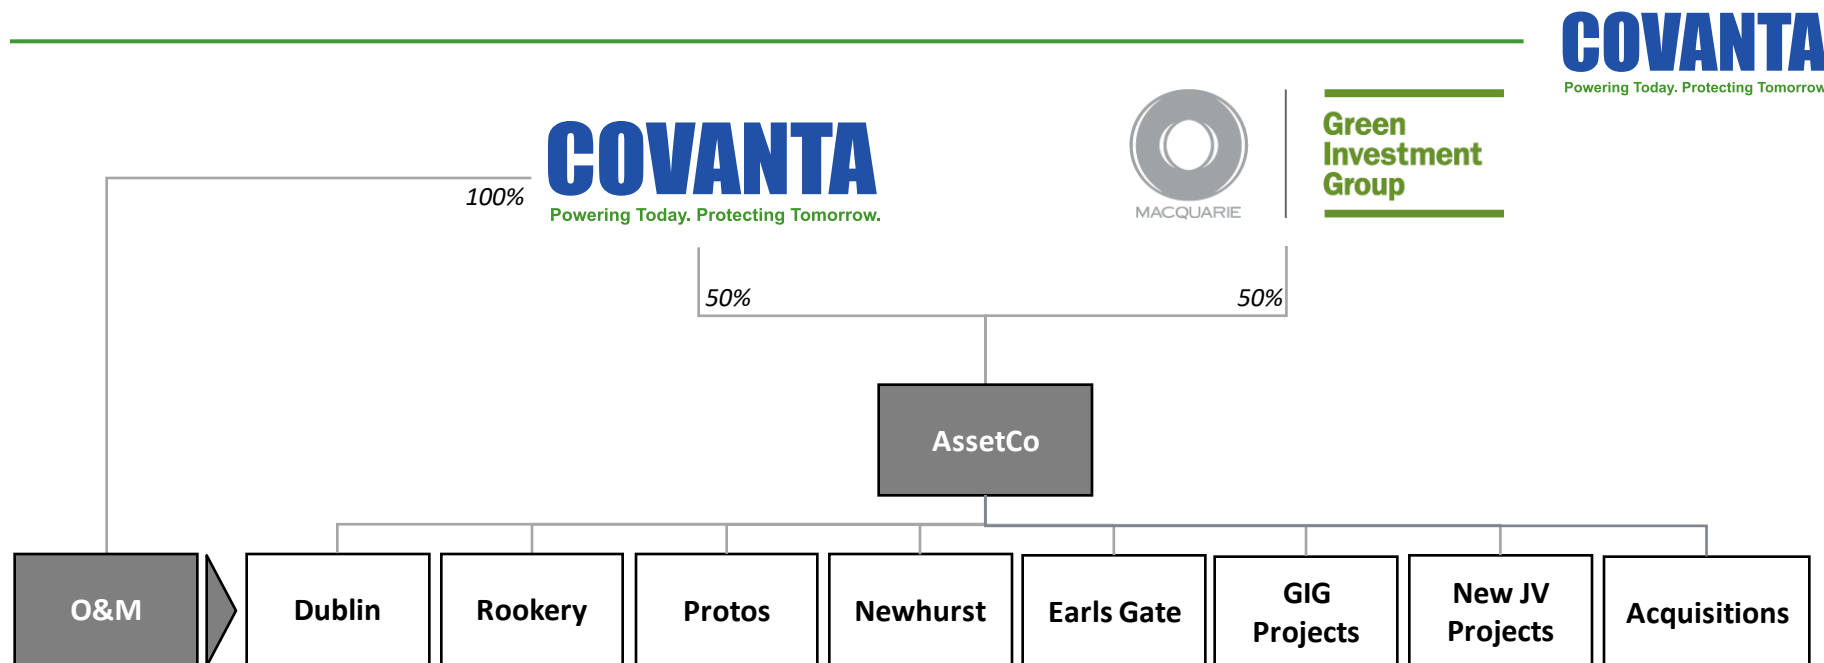 COVANTA
Powering Today. Protecting Tomorrow
COVANTA
Powering Today. Protecting Tomorrow.
MACQUARIE
Green
Investment
Group
100%
50%
50%
AssetCo
O&M
Dublin
Rookery
Protos
Newhurst
Earls Gate
GIG
Projects
New JV
Projects
Acquisitions